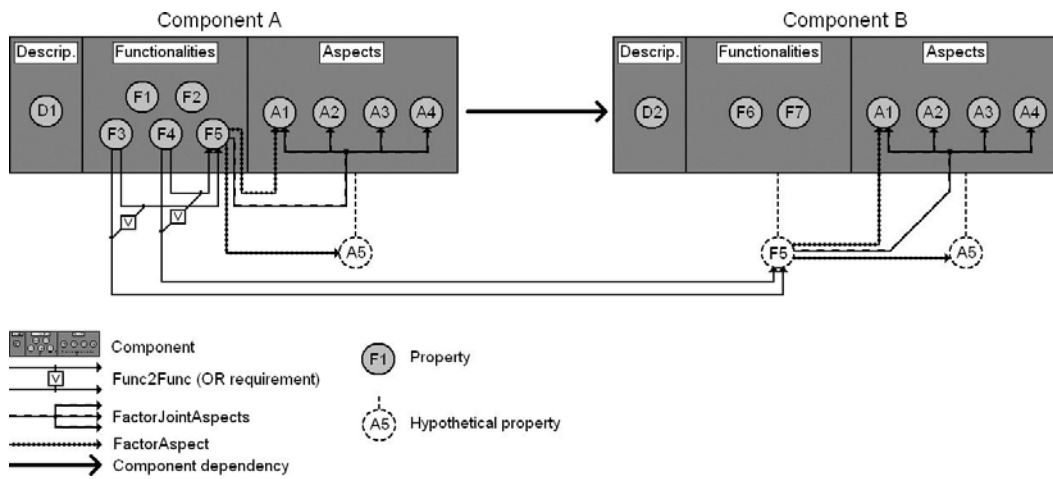 Component A
Component B
Descrip. Functionalities Aspects
Descrip. Functionalities Aspects
D1 F1 F2 A1 A2 A3 A4
F3 F4 F5
D2 F6 F7 A1 A2 A3 A4
V V
A5
F5 A5
Component
V Func2Func (OR requirement)
FactorJointAspects
FactorAspect
Component dependency
F1 Property
A5 Hypothetical property